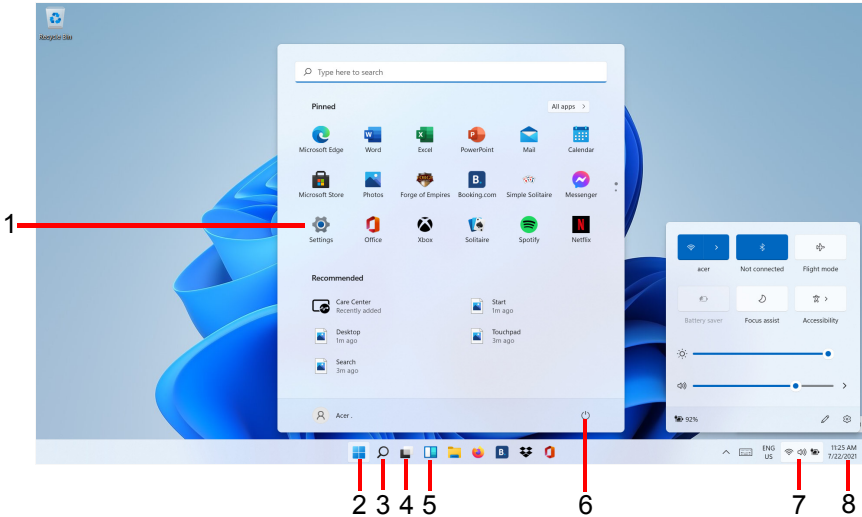 Recycle Bin
Type here to search
Pinned
All apps >
Microsoft Edge Word Excel PowerPoint Mail Calendar
Microsoft Store Photos Forge of Empires Booking.com Simple Solitaire Messenger
1
Settings Office Xbox Solitaire Spotify Netflix
acer > Not connected Flight mode
Recommended
Care Center
Recently added
Start
1m ago
Battery saver Focus assist Accessibility
Desktop
1m ago
Touchpad
3m ago
Search
3m ago
Acer .
92%
ENG
US
11:25 AM
7/22/2021
2 3 4 5 6 7 8